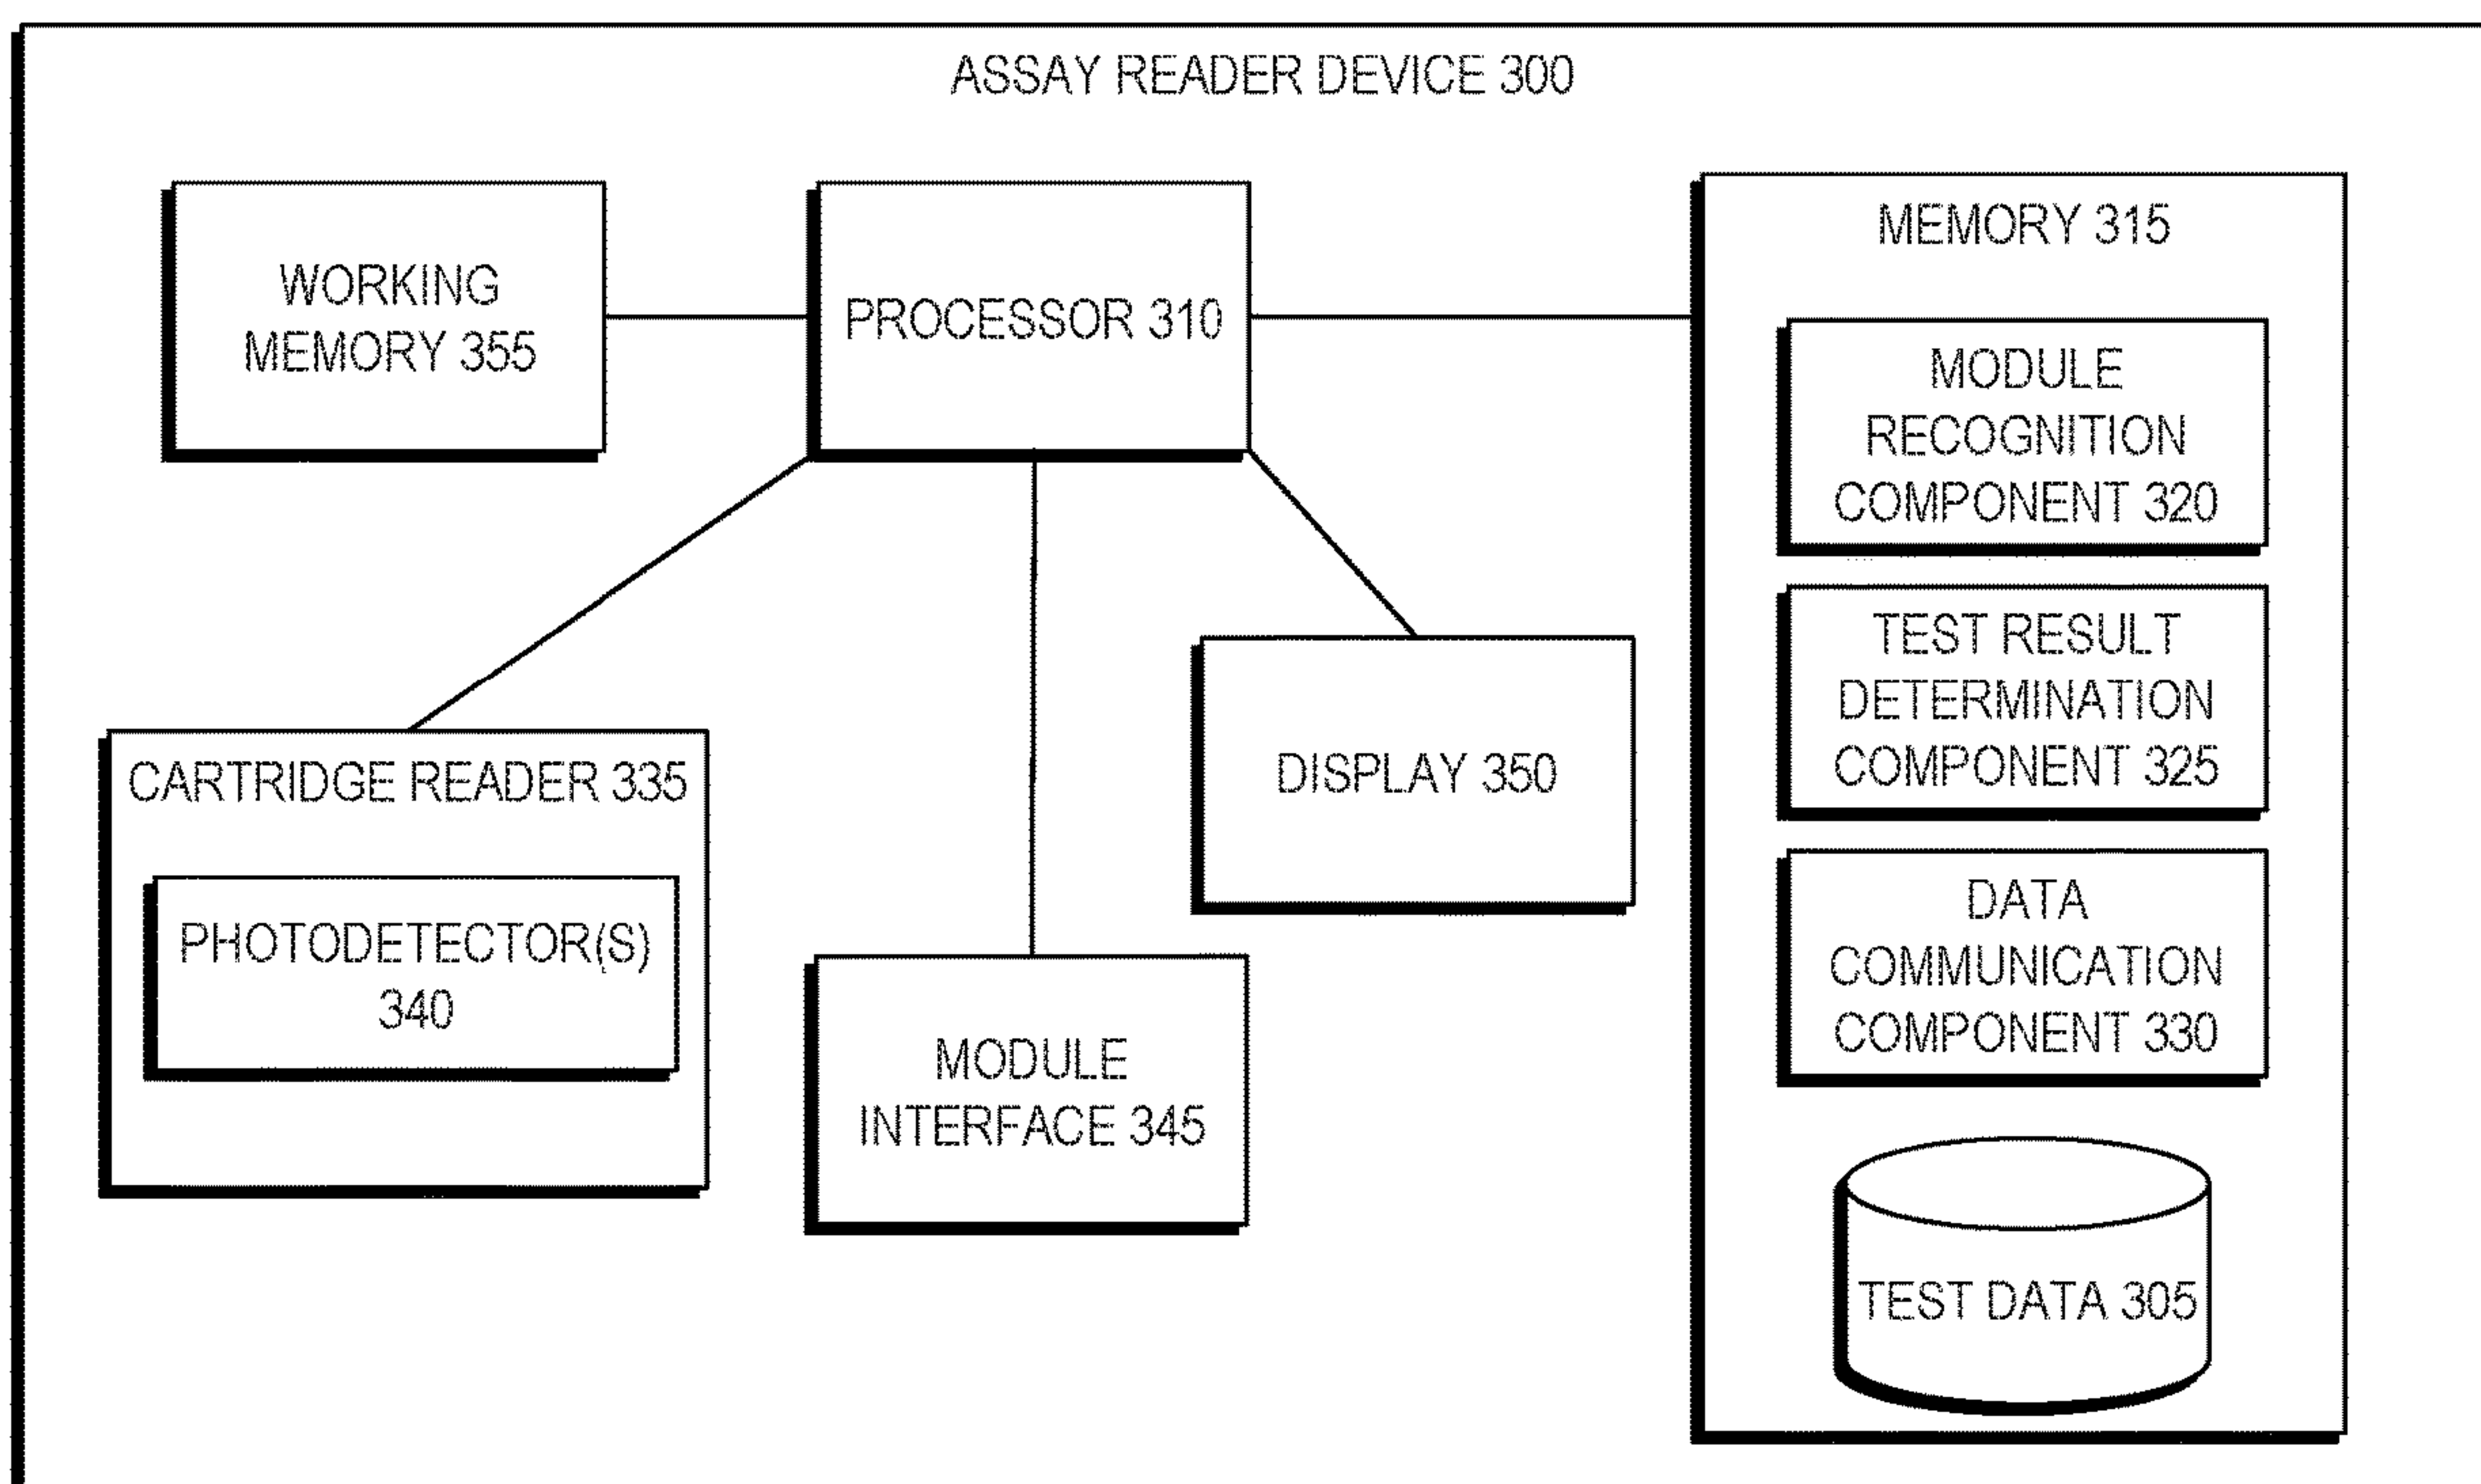 ASSAY READER DEVICE 300
WORKING
MEMORY 355
PROCESSOR 310
MEMORY 315
MODULE
RECOGNITION
COMPONENT 320
TEST RESULT
DETERMINATION
COMPONENT 325
DATA
COMMUNICATION
COMPONENT 330
TEST DATA 305
CARTRIDGE READER 335
PHOTODETECTOR(S)
340
MODULE
INTERFACE 345
DISPLAY 350